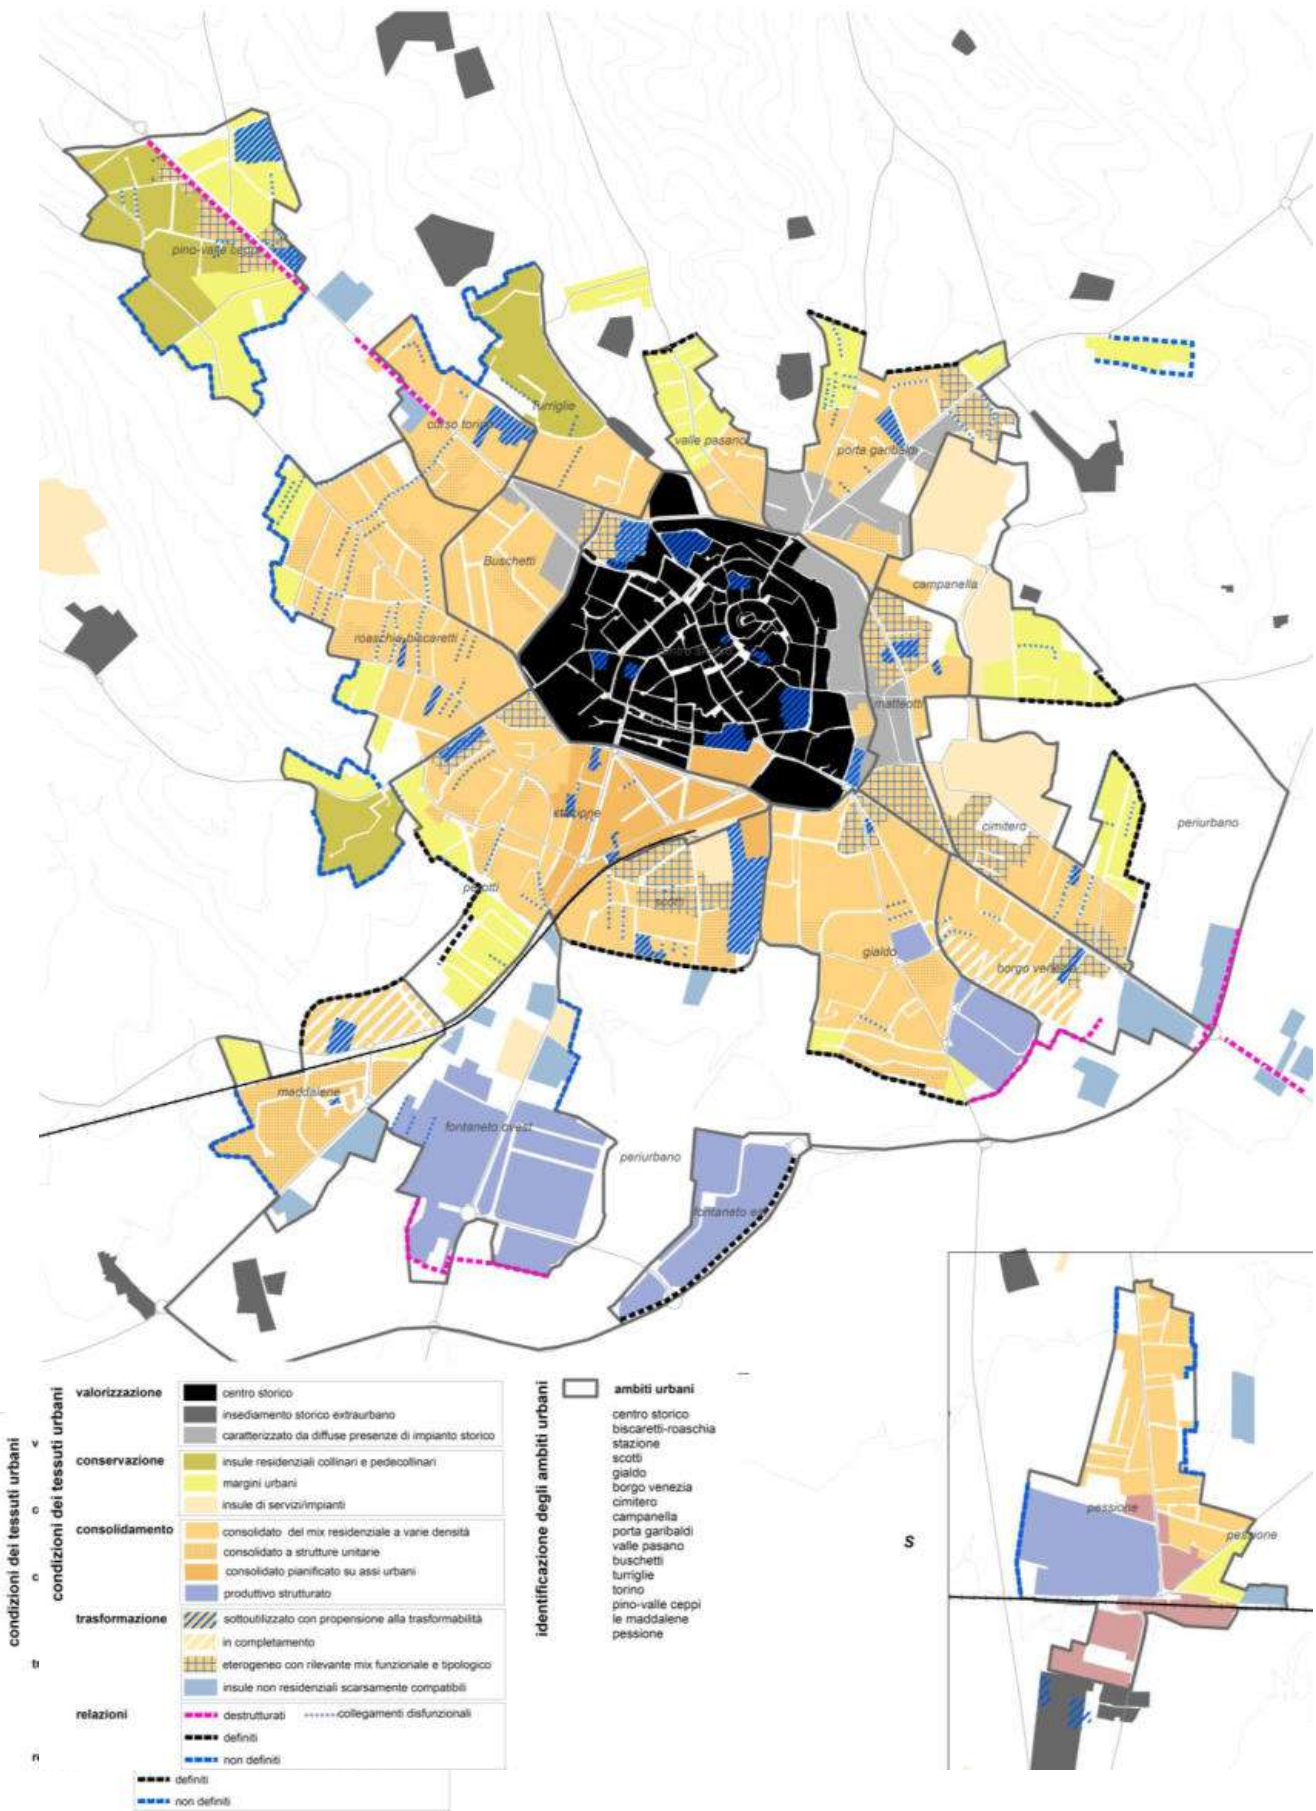 pino-valle ceppi
Turriglie
corso torino
valle pasano
porta garibaldi
Buschetti
campanella
roaschia-biscaretti
centro storico
matteotti
stazione
cimitero
periurbano
perotti
scotti
gialdo
borgo venezia
maddalene
fontaneto ovest
periurbano
fontaneto est
pessione
pessione
S
condizioni dei tessuti urbani
condizioni dei tessuti urbani
valorizzazione
centro storico
insediamento storico extraurbano
caratterizzato da diffuse presenze di impianto storico
conservazione
insule residenziali collinari e pedecollinari
margini urbani
insule di servizi/impianti
consolidamento
consolidato del mix residenziale a varie densità
consolidato a strutture unitarie
consolidato pianificato su assi urbani
produttivo strutturato
trasformazione
sottoutilizzato con propensione alla trasformabilità
in completamento
eterogeneo con rilevante mix funzionale e tipologico
insule non residenziali scarsamente compatibili
relazioni
destrutturati
collegamenti disfunzionali
definiti
non definiti
definiti
non definiti
identificazione degli ambiti urbani
ambiti urbani
centro storico
biscaretti-roaschia
stazione
scotti
gialdo
borgo venezia
cimitero
campanella
porta garibaldi
valle pasano
buschetti
turriglie
torino
pino-valle ceppi
le maddalene
pessione